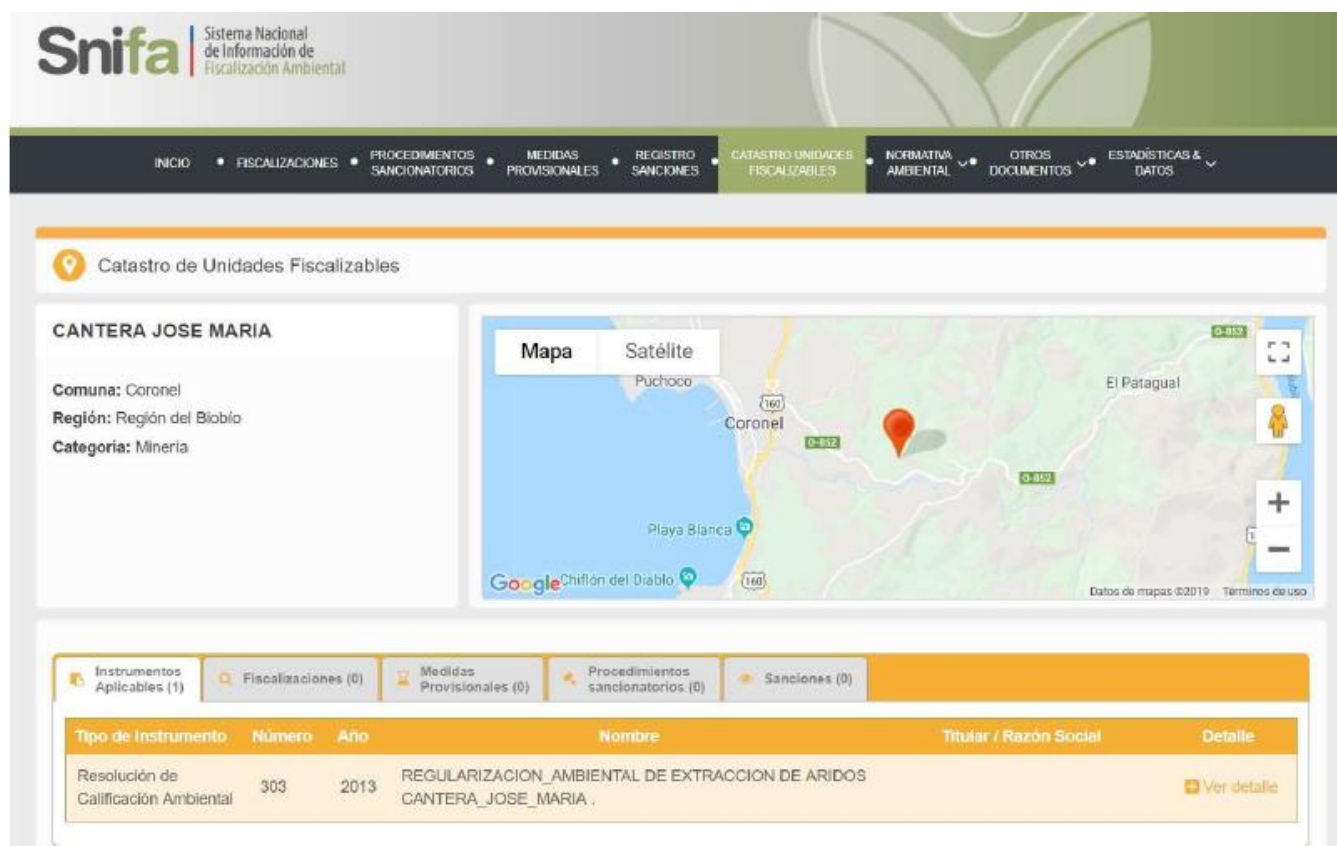 Snifa
Sistema Nacional
de Información de
Fiscalización Ambiental
INICIO
FISCALIZACIONES
PROCEDIMIENTOS
SANCIONATORIOS
MEDIDAS
PROVISIONALES
REGISTRO
SANCIONES
CATASTRO UNIDADES
FISCALIZABLES
NORMATIVA
AMBIENTAL
OTROS
DOCUMENTOS
ESTADÍSTICAS &
DATOS
Catastro de Unidades Fiscalizables
CANTERA JOSE MARIA
Comuna: Coronel
Región: Región del Biobío
Categoría: Minería
Mapa Satélite
Puchoco
160
Coronel
O-852
O-852
El Patagual
O-852
Playa Blanca
Chiflón del Diablo
160
Google
Datos de mapas ©2019 Términos de uso
Instrumentos
Aplicables (1)
Fiscalizaciones (0)
Medidas
Provisionales (0)
Procedimientos
sancionatorios (0)
Sanciones (0)
Tipo de Instrumento Número Año Nombre Titular / Razón Social Detalle
Resolución de
Calificación Ambiental
303
2013
REGULARIZACION_AMBIENTAL DE EXTRACCION DE ARIDOS
CANTERA_JOSE_MARIA .
Ver detalle